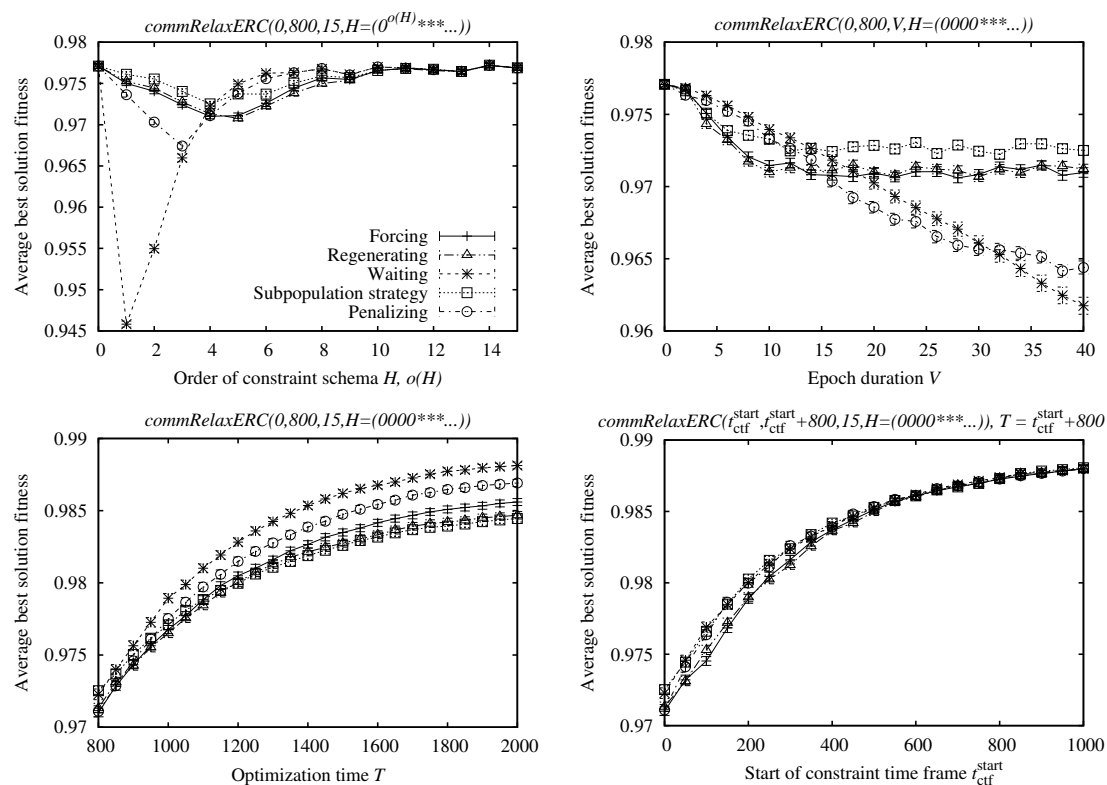 commRelaxERC(0,800,15,H=(0^o(H)***...))
Average best solution fitness
0.98
0.975
0.97
0.965
0.96
0.955
0.95
0.945
0 2 4 6 8 10 12 14
Order of constraint schema H, o(H)
Forcing
Regenerating
Waiting
Subpopulation strategy
Penalizing
commRelaxERC(0,800,V,H=(0000***...))
Average best solution fitness
0.98
0.975
0.97
0.965
0.96
0 5 10 15 20 25 30 35 40
Epoch duration V
commRelaxERC(0,800,15,H=(0000***...))
Average best solution fitness
0.99
0.985
0.98
0.975
0.97
800 1000 1200 1400 1600 1800 2000
Optimization time T
commRelaxERC(t_ctf^start,t_ctf^start+800,15,H=(0000***...)), T = t_ctf^start+800
Average best solution fitness
0.99
0.985
0.98
0.975
0.97
0 200 400 600 800 1000
Start of constraint time frame t_ctf^start